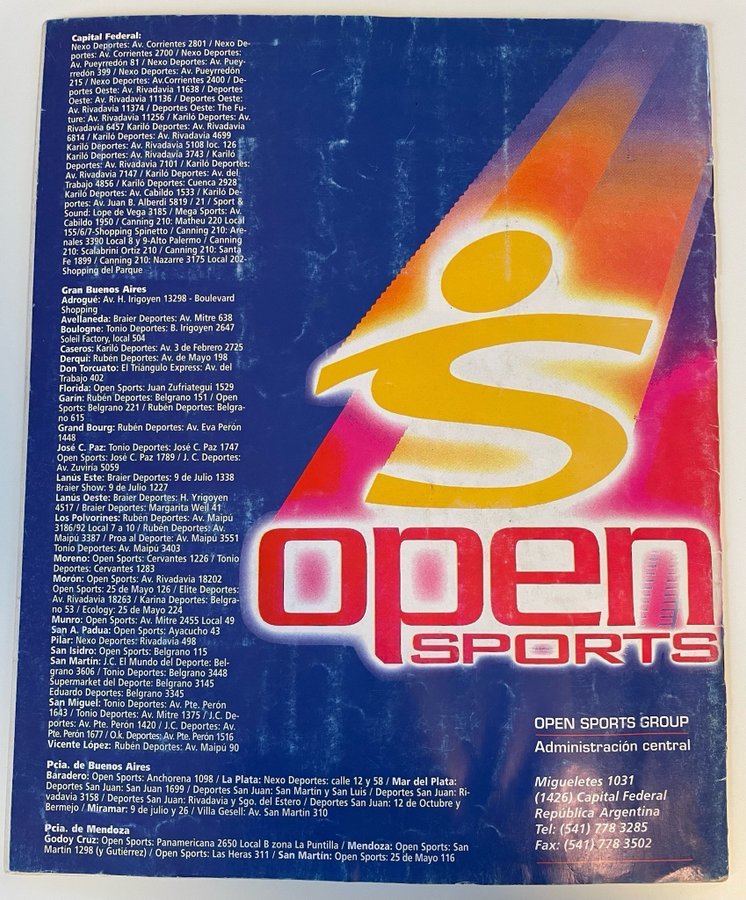 Capital Federal:
Nexo Deportes: Av. Corrientes 2801 / Nexo De-
portes: Av. Corrientes 2700 / Nexo Deportes:
Av. Pueyrredón 81 / Nexo Deportes: Av. Puey-
rredón 399 / Nexo Deportes: Av. Pueyrredón
215 / Nexo Deportes: Av.Corrientes 2400 / De-
portes Oeste: Av. Rivadavia 11638 / Deportes
Oeste: Av. Rivadavia 11136 / Deportes Oeste:
Av. Rivadavia 11374 / Deportes Oeste: The Fu-
ture: Av. Rivadavia 11256 / Kariló Deportes: Av.
Rivadavia 6457 Kariló Deportes: Av. Rivadavia
6814 / Kariló Deportes: Av. Rivadavia 4699
Kariló Deportes: Av. Rivadavia 5108 loc. 126
Kariló Deportes: Av. Rivadavia 3743 / Kariló
Deportes: Av. Rivadavia 7101 / Kariló Deportes:
Av. Rivadavia 7147 / Kariló Deportes: Av. del
Trabajo 4856 / Kariló Deportes: Cuenca 2928
Kariló Deportes: Av. Cabildo 1533 / Kariló De-
portes: Av. Juan B. Alberdi 5819 / 21 / Sport &
Sound: Lope de Vega 3185 / Mega Sports: Av.
Cabildo 1950 / Canning 210: Matheu 220 Local
155/6/7-Shopping Spinetto / Canning 210: Are-
nales 3390 Local 8 y 9-Alto Palermo / Canning
210: Scalabrini Ortiz 210 / Canning 210: Santa
Fe 1899 / Canning 210: Nazarre 3175 Local 202-
Shopping del Parque
Gran Buenos Aires
Adrogué: Av. H. Irigoyen 13298 - Boulevard
Shopping
Avellaneda: Braier Deportes: Av. Mitre 638
Boulogne: Tonio Deportes: B. Irigoyen 2647
Soleil Factory, local 504
Caseros: Kariló Deportes: Av. 3 de Febrero 2725
Derqui: Rubén Deportes: Av. de Mayo 198
Don Torcuato: El Triángulo Express: Av. del
Trabajo 402
Florida: Open Sports: Juan Zufriategui 1529
Garín: Rubén Deportes: Belgrano 151 / Open
Sports: Belgrano 221 / Rubén Deportes: Belgra-
no 615
Grand Bourg: Rubén Deportes: Av. Eva Perón
1448
José C. Paz: Tonio Deportes: José C. Paz 1747
Open Sports: José C. Paz 1789 / J. C. Deportes:
Av. Zuviría 5059
Lanús Este: Braier Deportes: 9 de Julio 1338
Braier Show: 9 de Julio 1227
Lanús Oeste: Braier Deportes: H. Yrigoyen
4517 / Braier Deportes: Margarita Weil 41
Los Polvorines: Rubén Deportes: Av. Maipú
3186/92 Local 7 a 10 / Rubén Deportes: Av.
Maipú 3387 / Proa al Deporte: Av. Maipú 3551
Tonio Deportes: Av. Maipú 3403
Moreno: Open Sports: Cervantes 1226 / Tonio
Deportes: Cervantes 1283
Morón: Open Sports: Av. Rivadavia 18202
Open Sports: 25 de Mayo 126 / Elite Deportes:
Av. Rivadavia 18263 / Karina Deportes: Belgra-
no 53 / Ecology: 25 de Mayo 224
Munro: Open Sports: Av. Mitre 2455 Local 49
San A. Padua: Open Sports: Ayacucho 43
Pilar: Nexo Deportes: Rivadavia 498
San Isidro: Open Sports: Belgrano 115
San Martín: J.C. El Mundo del Deporte: Bel-
grano 3606 / Tonio Deportes: Belgrano 3448
Supermarket del Deporte: Belgrano 3145
Eduardo Deportes: Belgrano 3345
San Miguel: Tonio Deportes: Av. Pte. Perón
1643 / Tonio Deportes: Av. Mitre 1375 / J.C. De-
portes: Av. Pte. Perón 1420 / J.C. Deportes: Av.
Pte. Perón 1677 / O.k. Deportes: Av. Pte. Perón 1516
Vicente López: Rubén Deportes: Av. Maipú 90
Pcia. de Buenos Aires
Baradero: Open Sports: Anchorena 1098 / La Plata: Nexo Deportes: calle 12 y 58 / Mar del Plata:
Deportes San Juan: San Juan 1699 / Deportes San Juan: San Martín y San Luis / Deportes San Juan: Ri-
vadavia 3158 / Deportes San Juan: Rivadavia y Sgo. del Estero / Deportes San Juan: 12 de Octubre y
Bermejo / Miramar: 9 de julio y 26 / Villa Gesell: Av. San Martín 310
Pcia. de Mendoza
Godoy Cruz: Open Sports: Panamericana 2650 Local B zona La Puntilla / Mendoza: Open Sports: San
Martín 1298 (y Gutiérrez) / Open Sports: Las Heras 311 / San Martín: Open Sports: 25 de Mayo 116
open
SPORTS
OPEN SPORTS GROUP
Administración central
Migueletes 1031
(1426) Capital Federal
República Argentina
Tel: (541) 778 3285
Fax: (541) 778 3502